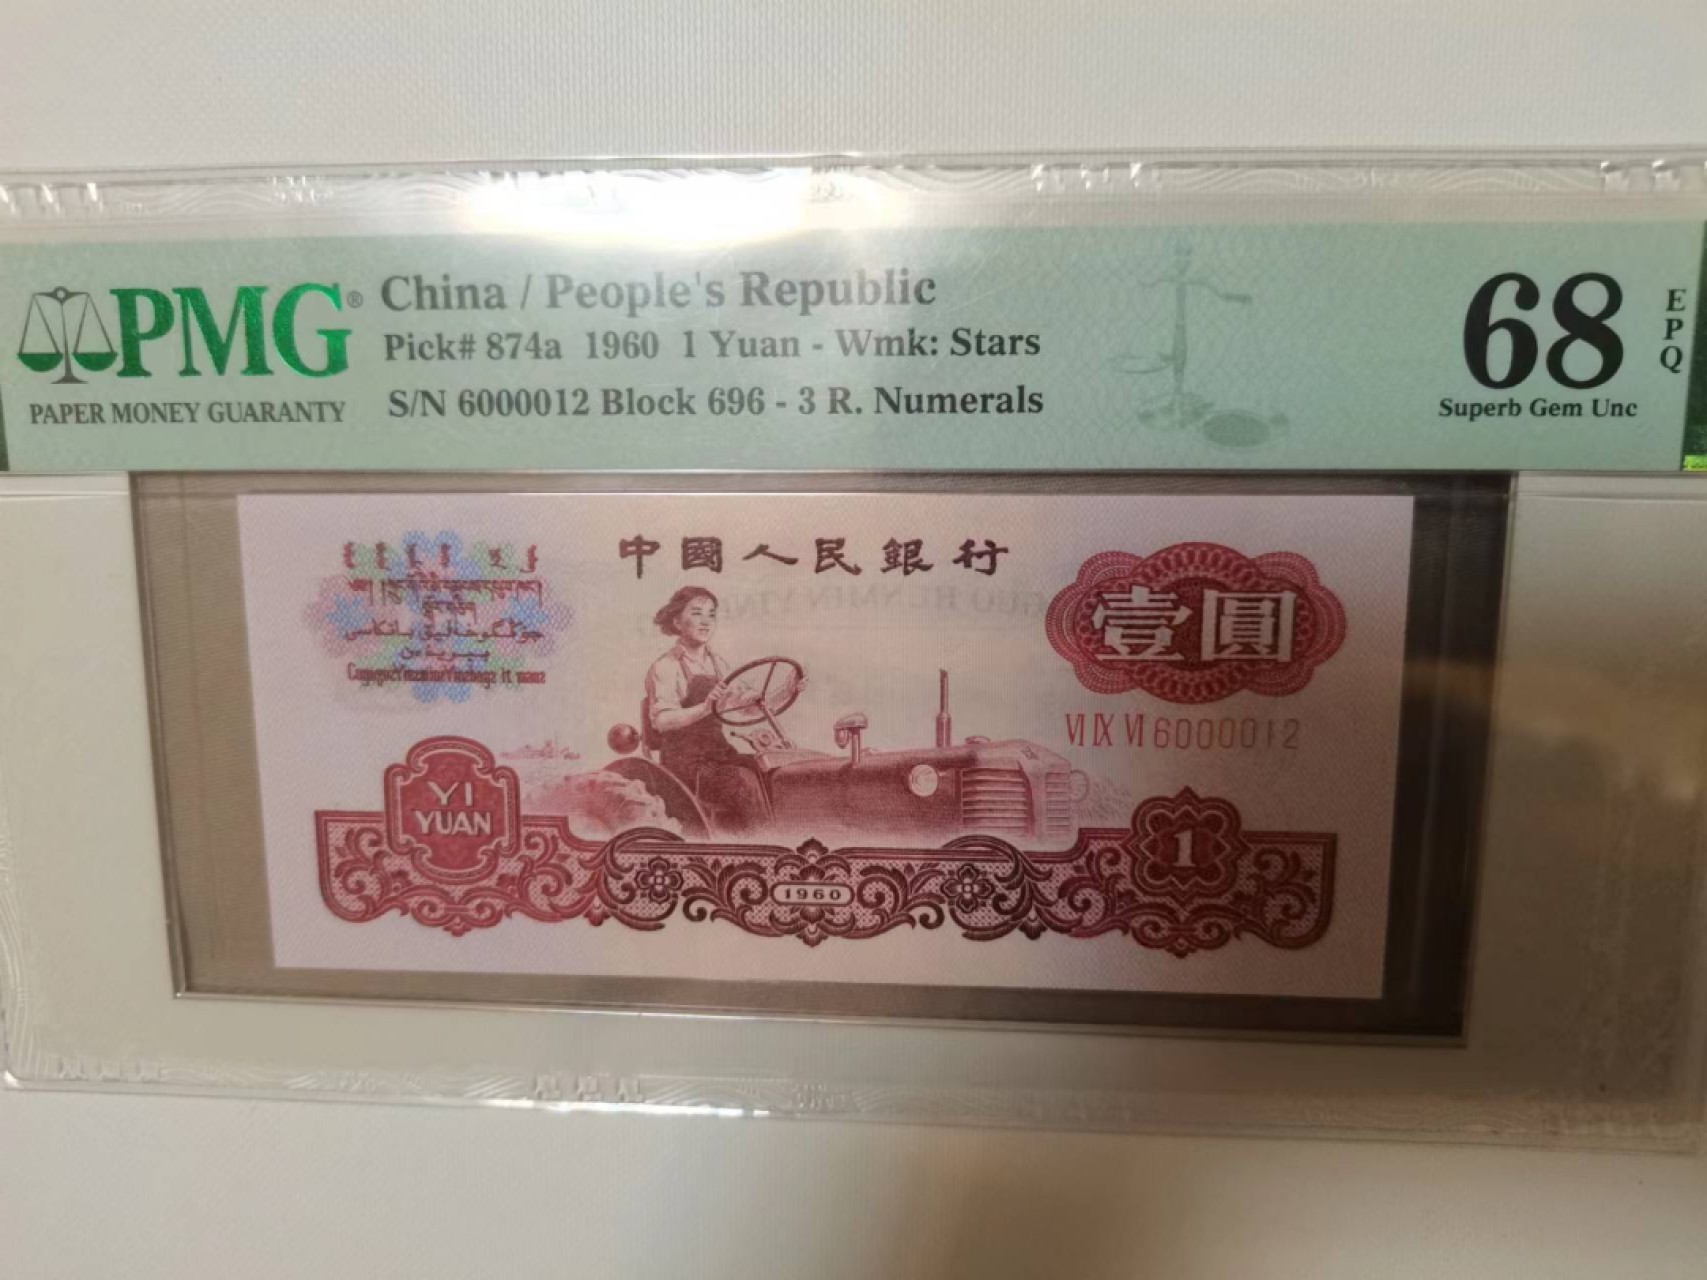 PMG®
PAPER MONEY GUARANTY
China / People's Republic
Pick# 874a 1960 1 Yuan - Wmk: Stars
S/N 6000012 Block 696 - 3 R. Numerals
68
EPQ
Superb Gem Unc
中國人民銀行
壹圓
VI IX VI 6000012
YI
YUAN
1960
1